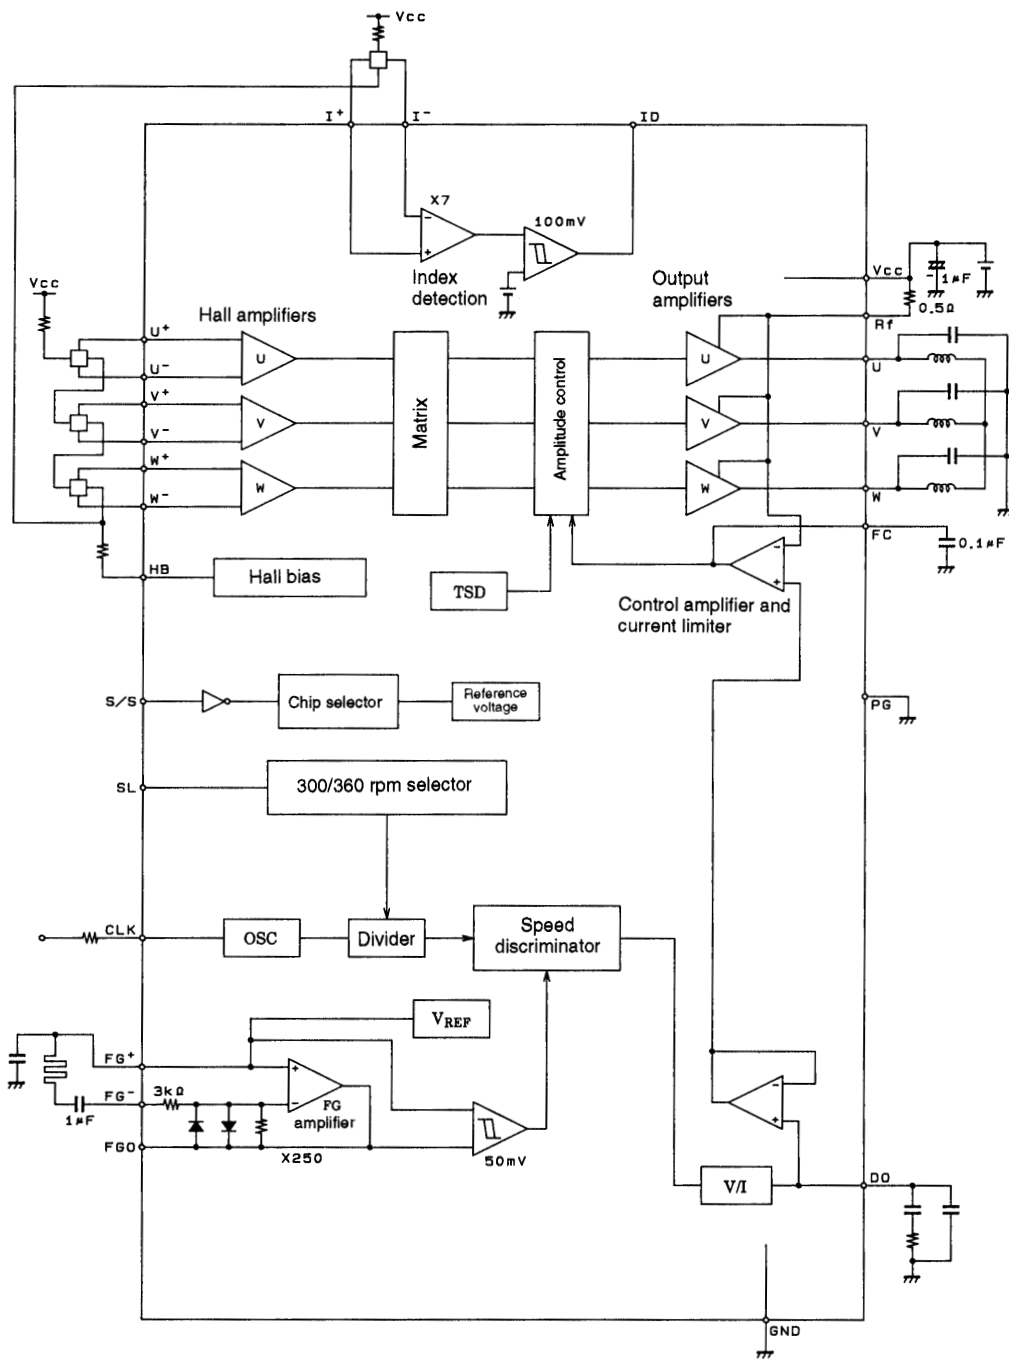 Vcc
I+
I-
ID
X7
100mV
Index
detection
Output
amplifiers
Vcc
1μF
0.5Ω
Rf
Vcc
Hall amplifiers
U+
U-
V+
V-
W+
W-
U
V
W
Matrix
Amplitude control
U
V
W
U
V
W
FC
0.1μF
HB
Hall bias
TSD
Control amplifier and
current limiter
S/S
Chip selector
Reference
voltage
PG
SL
300/360 rpm selector
CLK
OSC
Divider
Speed
discriminator
VREF
FG+
FG-
1μF
3kΩ
FG
amplifier
FGO
X250
50mV
V/I
DO
GND